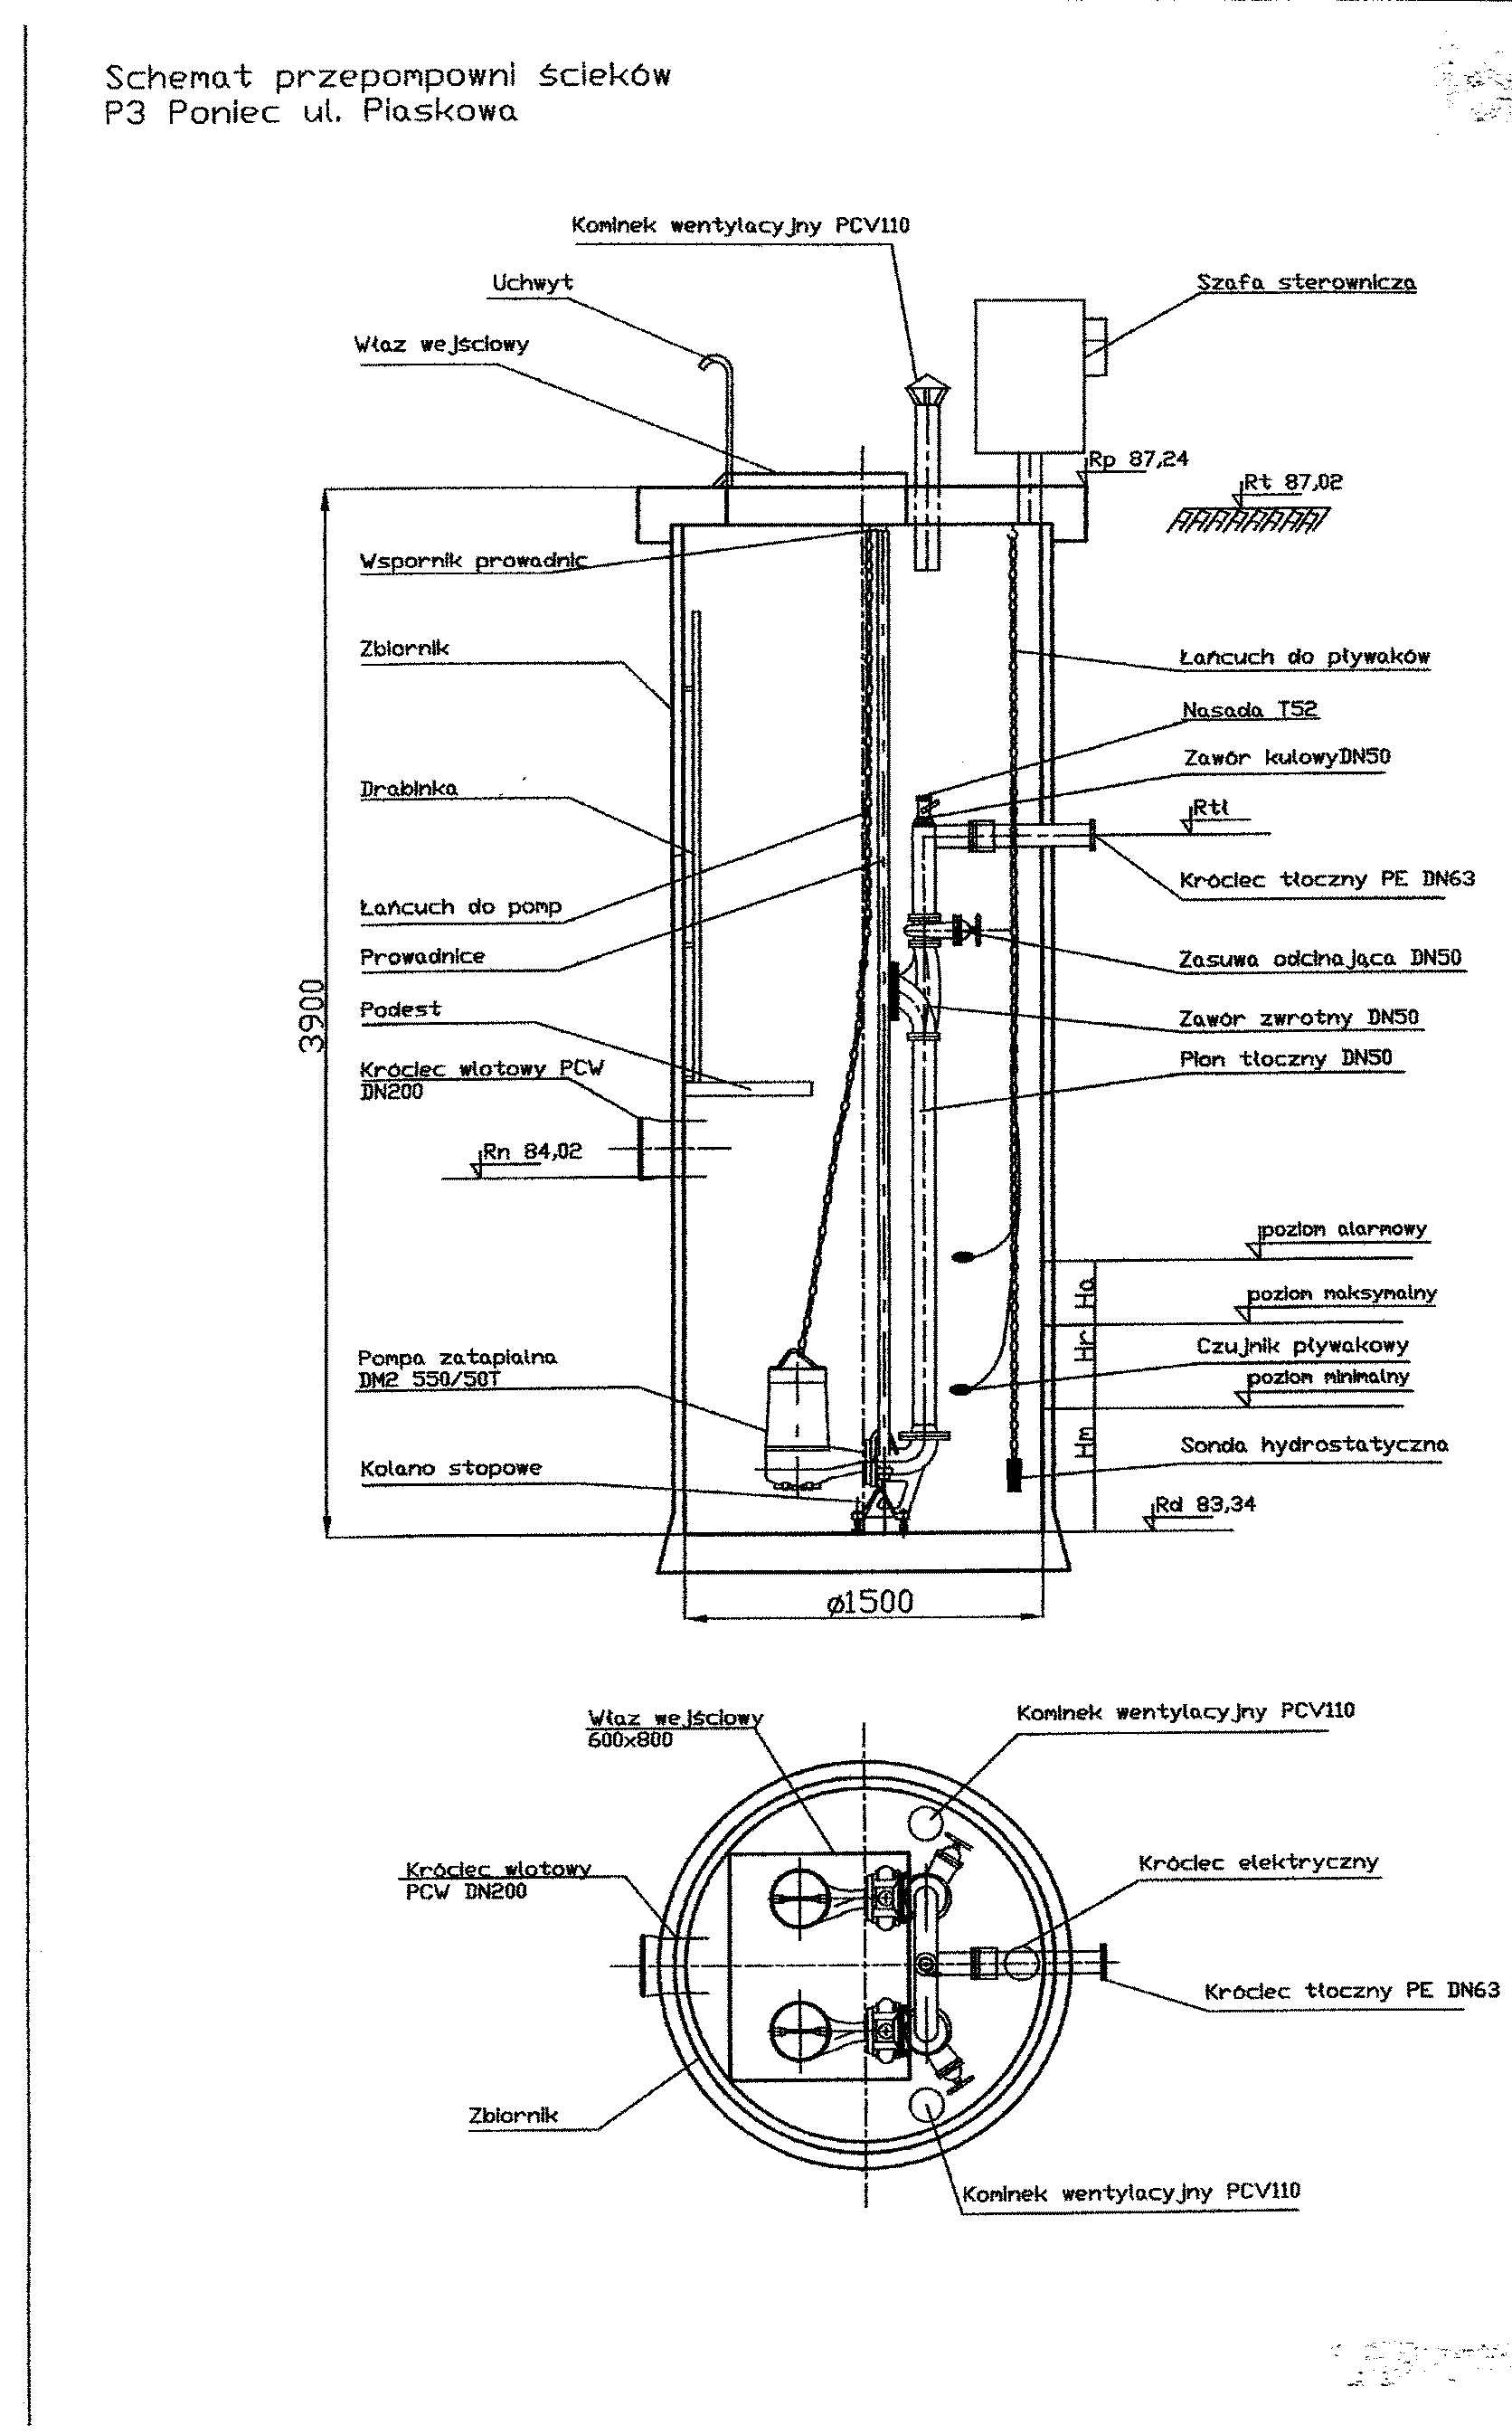 Schemat przepompowni ścieków
P3 Poniec ul. Piaskowa
Kominek wentylacyjny PCV110
Uchwyt
Szafa sterownicza
Właz wejściowy
Rp 87,24
Rt 87,02
Wspornik prowadnic
Zbiornik
Łańcuch do pływaków
Nasada T52
Zawór kulowyDN50
Drabinka
Rtł
Króciec tłoczny PE DN63
Łańcuch do pomp
Prowadnice
Zasuwa odcinająca DN50
3900
Podest
Zawór zwrotny DN50
Króciec wlotowy PCW
DN200
Pion tłoczny DN50
Rn 84,02
poziom alarmowy
Ha
poziom maksymalny
Hr
Czujnik pływakowy
Pompa zatapialna
DM2 550/50T
poziom minimalny
Hm
Sonda hydrostatyczna
Kolano stopowe
Rd 83,34
ø1500
Właz wejściowy
600x800
Kominek wentylacyjny PCV110
Króciec wlotowy
PCW DN200
Króciec elektryczny
Króciec tłoczny PE DN63
Zbiornik
Kominek wentylacyjny PCV110